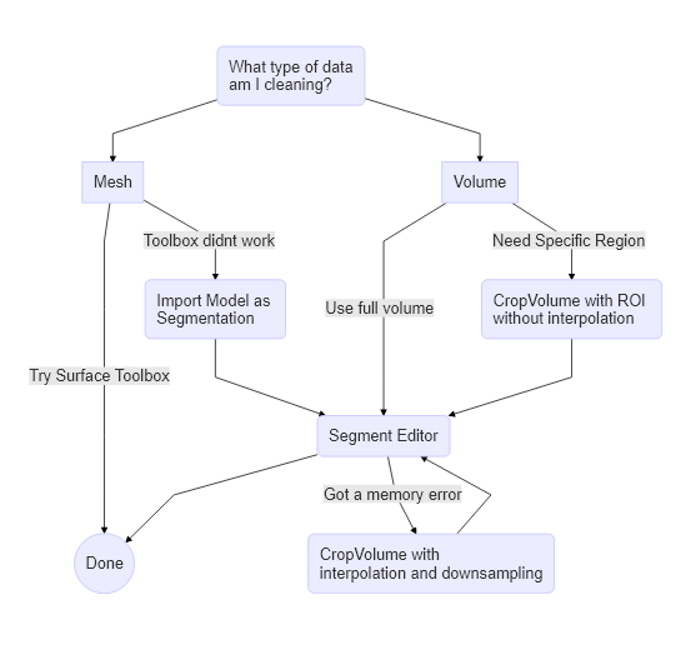 What type of data
am I cleaning?
Mesh
Volume
Toolbox didnt work
Need Specific Region
Import Model as
Segmentation
CropVolume with ROI
without interpolation
Use full volume
Try Surface Toolbox
Segment Editor
Got a memory error
Done
CropVolume with
interpolation and downsampling